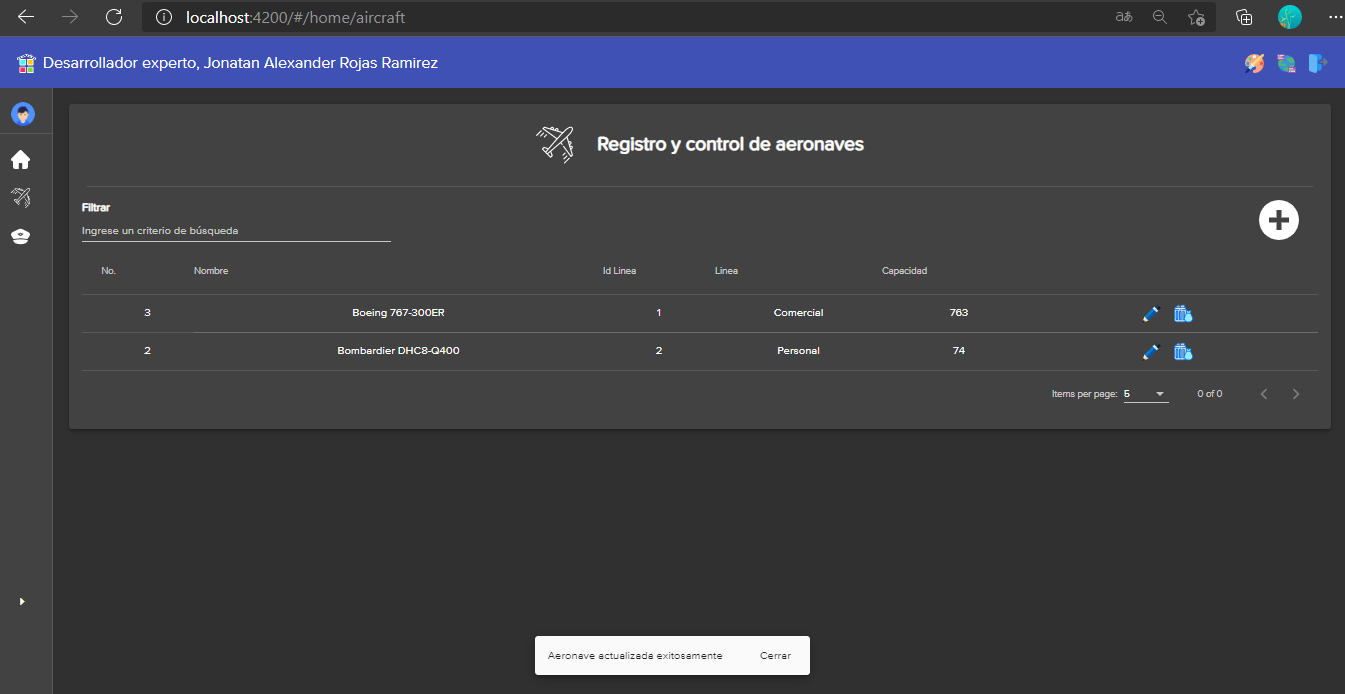 localhost:4200/#/home/aircraft
Desarrollador experto, Jonatan Alexander Rojas Ramirez
Registro y control de aeronaves
Filtrar
Ingrese un criterio de búsqueda
No. Nombre Id Linea Linea Capacidad
3 Boeing 767-300ER 1 Comercial 763
2 Bombardier DHC8-Q400 2 Personal 74
Items per page: 5 0 of 0
Aeronave actualizada exitosamente Cerrar